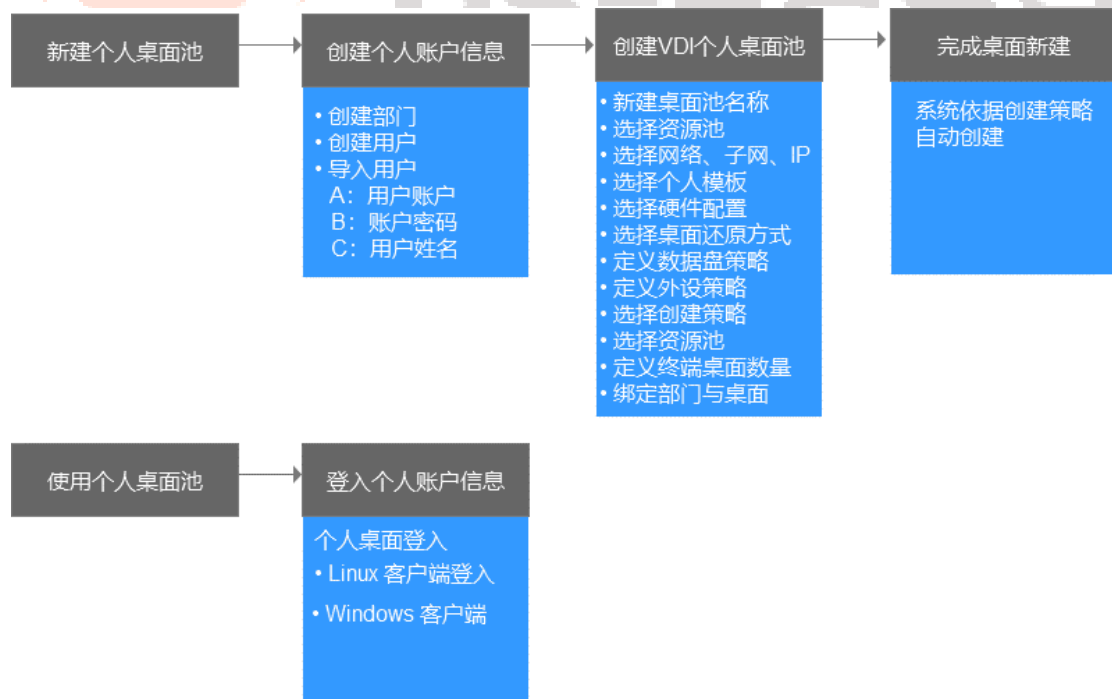 新建个人桌面池
创建个人账户信息
• 创建部门
• 创建用户
• 导入用户
A：用户账户
B：账户密码
C：用户姓名
创建VDI个人桌面池
• 新建桌面池名称
• 选择资源池
• 选择网络、子网、IP
• 选择个人模板
• 选择硬件配置
• 选择桌面还原方式
• 定义数据盘策略
• 定义外设策略
• 选择创建策略
• 选择资源池
• 定义终端桌面数量
• 绑定部门与桌面
完成桌面新建
系统依据创建策略
自动创建
使用个人桌面池
登入个人账户信息
个人桌面登入
• Linux 客户端登入
• Windows 客户端